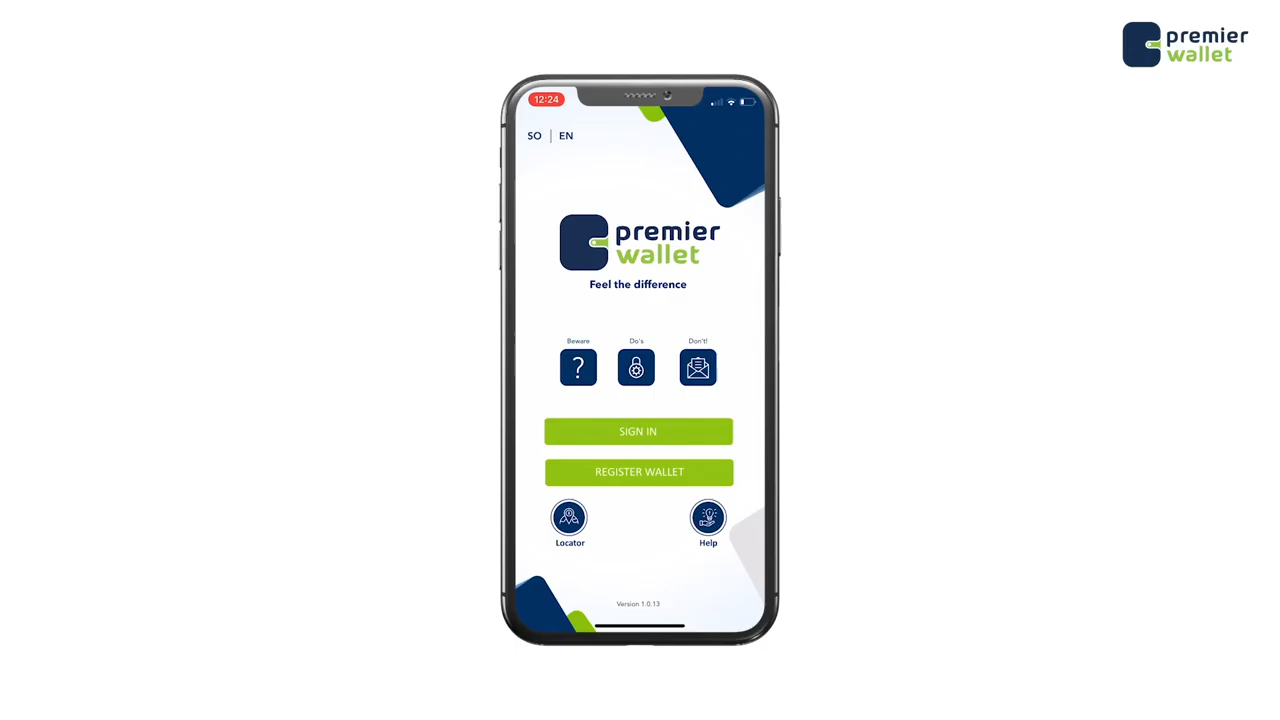 premier
wallet
12:24
SO | EN
premier
wallet
Feel the difference
Beware
Do's
Don't!
?
SIGN IN
REGISTER WALLET
Locator
Help
Version 1.0.13